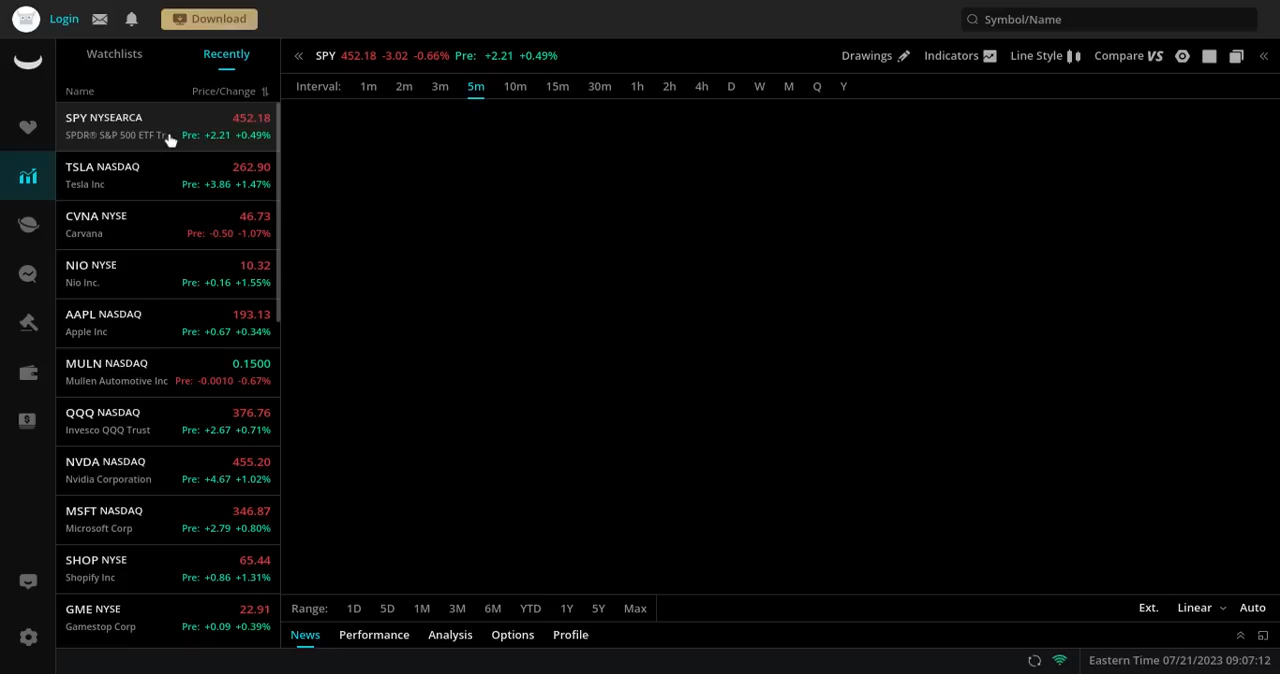 Login
Download
Symbol/Name
Watchlists Recently
Name Price/Change
SPY NYSEARCA 452.18
SPDR® S&P 500 ETF Tr... Pre: +2.21 +0.49%
TSLA NASDAQ 262.90
Tesla Inc Pre: +3.86 +1.47%
CVNA NYSE 46.73
Carvana Pre: -0.50 -1.07%
NIO NYSE 10.32
Nio Inc. Pre: +0.16 +1.55%
AAPL NASDAQ 193.13
Apple Inc Pre: +0.67 +0.34%
MULN NASDAQ 0.1500
Mullen Automotive Inc Pre: -0.0010 -0.67%
QQQ NASDAQ 376.76
Invesco QQQ Trust Pre: +2.67 +0.71%
NVDA NASDAQ 455.20
Nvidia Corporation Pre: +4.67 +1.02%
MSFT NASDAQ 346.87
Microsoft Corp Pre: +2.79 +0.80%
SHOP NYSE 65.44
Shopify Inc Pre: +0.86 +1.31%
GME NYSE 22.91
Gamestop Corp Pre: +0.09 +0.39%
SPY 452.18 -3.02 -0.66% Pre: +2.21 +0.49%
Drawings Indicators Line Style Compare VS
Interval: 1m 2m 3m 5m 10m 15m 30m 1h 2h 4h D W M Q Y
Range: 1D 5D 1M 3M 6M YTD 1Y 5Y Max
Ext. Linear Auto
News Performance Analysis Options Profile
Eastern Time 07/21/2023 09:07:12